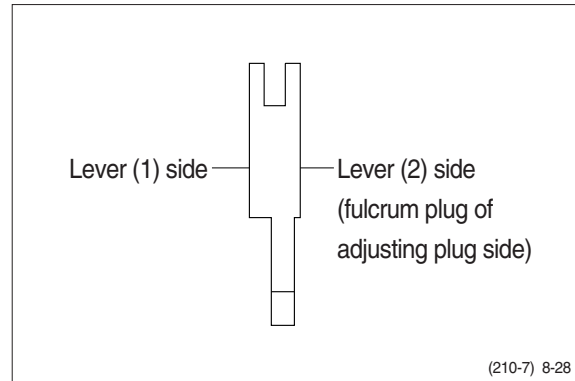 Lever (1) side
Lever (2) side
(fulcrum plug of
adjusting plug side)
(210-7) 8-28